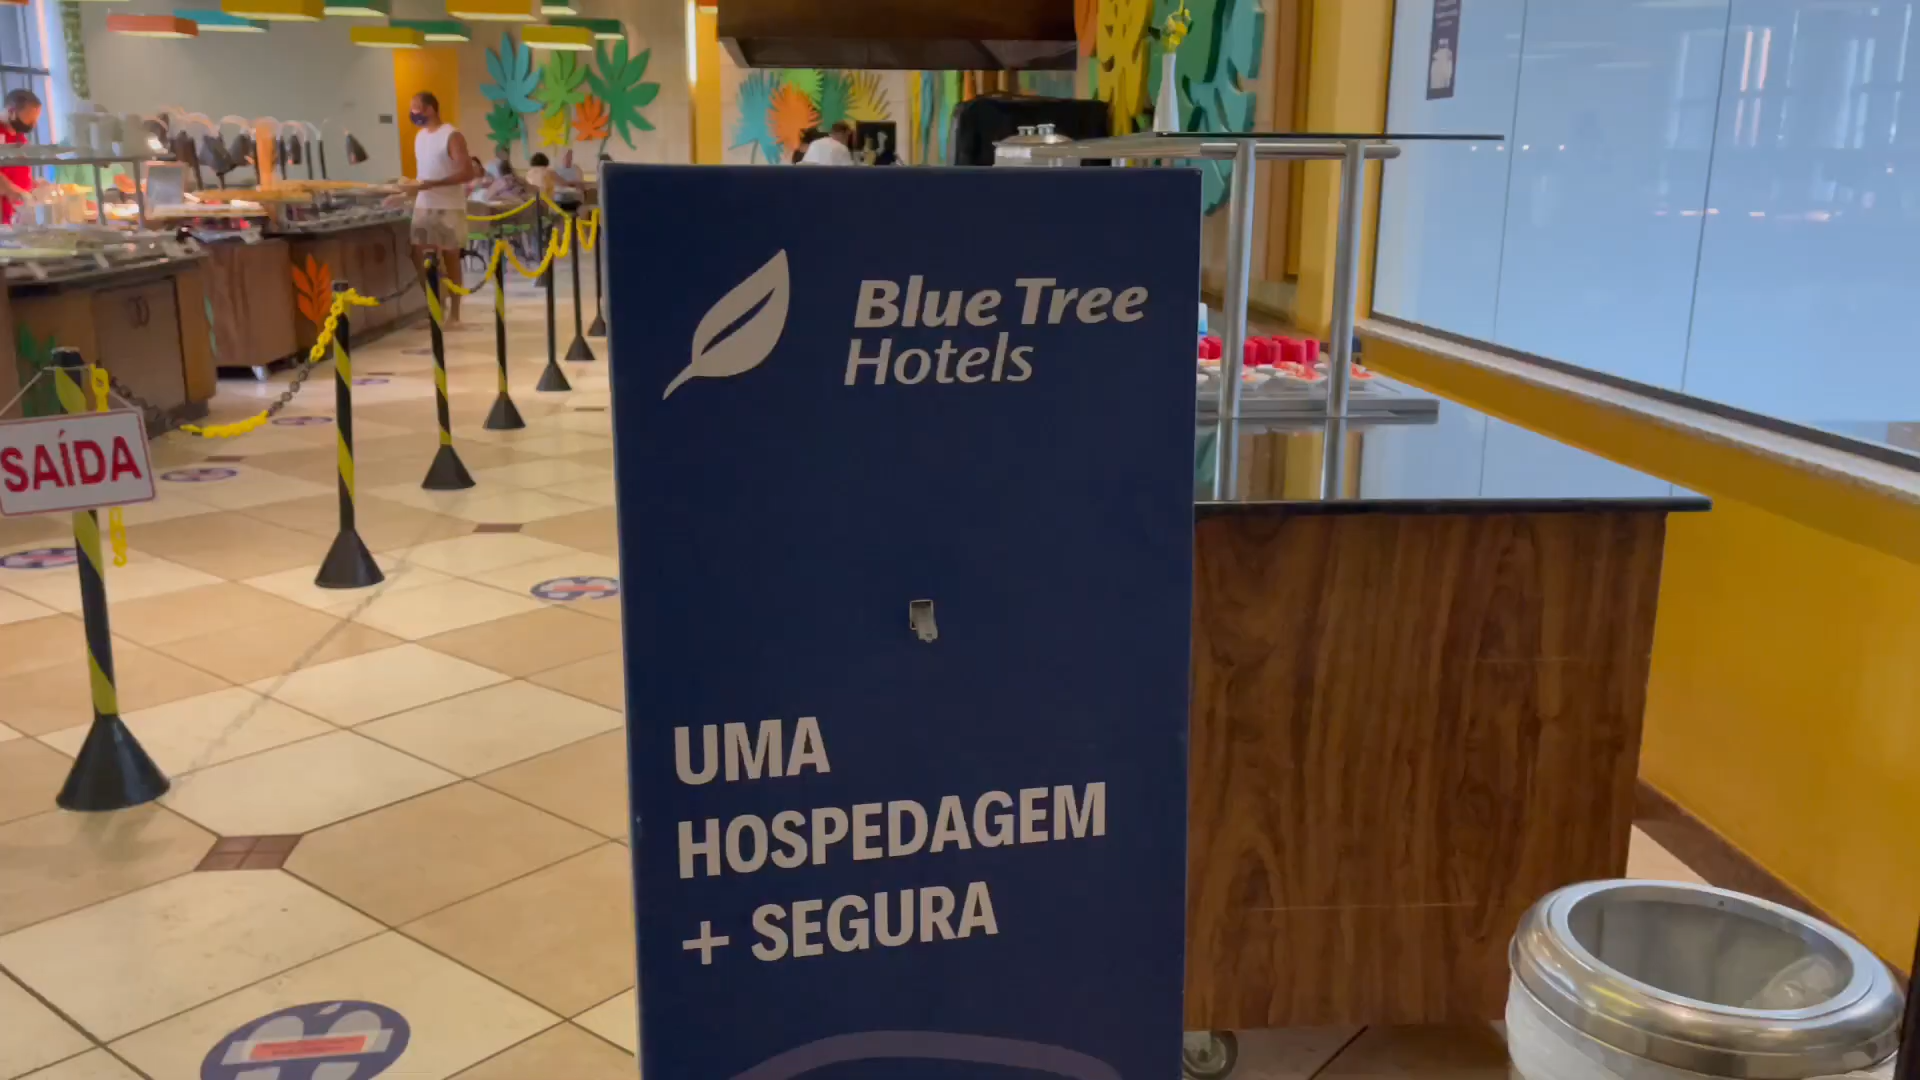 Blue Tree
Hotels
SAÍDA
UMA
HOSPEDAGEM
+ SEGURA